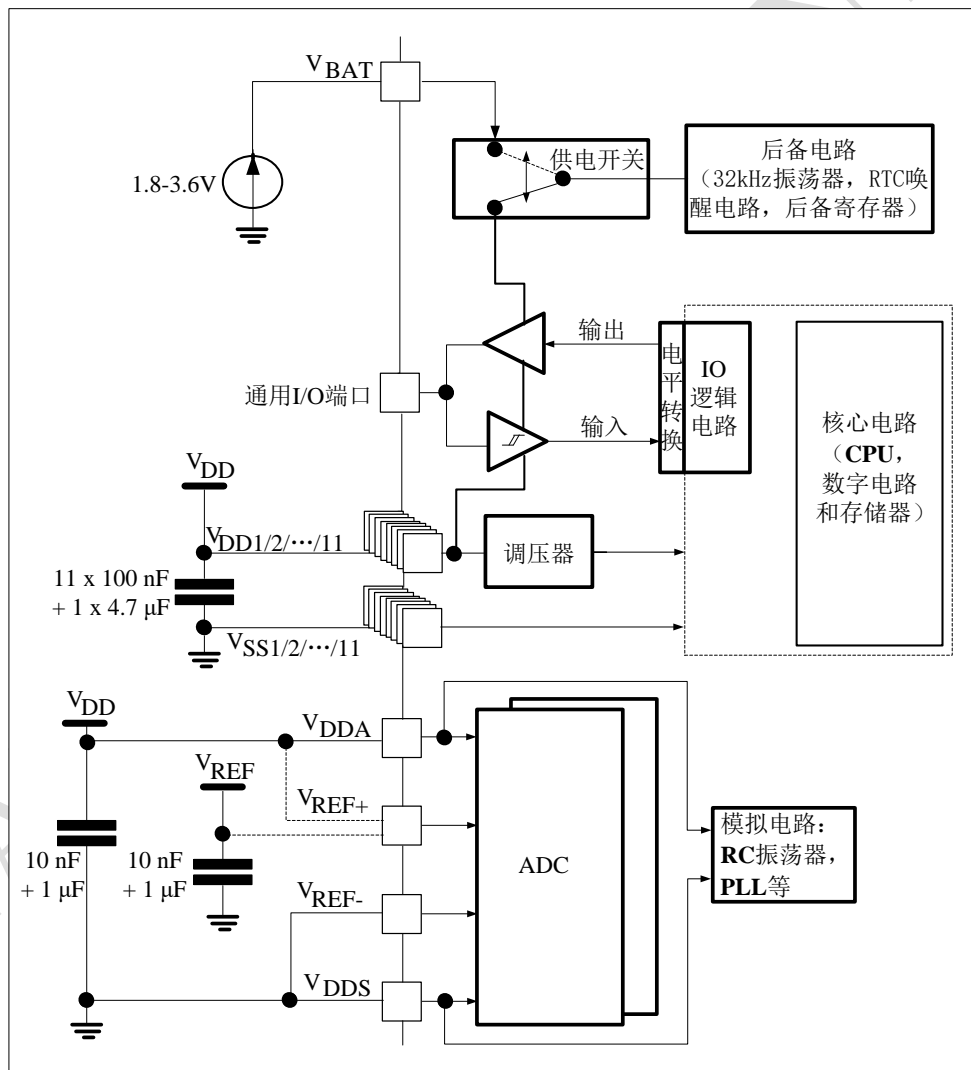 VBAT
1.8-3.6V
供电开关
后备电路
（32kHz振荡器，RTC唤
醒电路，后备寄存器）
输出
通用I/O端口
输入
电平转换
IO
逻辑
电路
核心电路
（CPU，
数字电路
和存储器）
VDD
VDD1/2/…/11
调压器
11 x 100 nF
+ 1 x 4.7 μF
VSS1/2/…/11
VDD
VDDA
VREF
VREF+
10 nF
+ 1 μF
10 nF
+ 1 μF
ADC
模拟电路：
RC振荡器，
PLL等
VREF-
VDDS